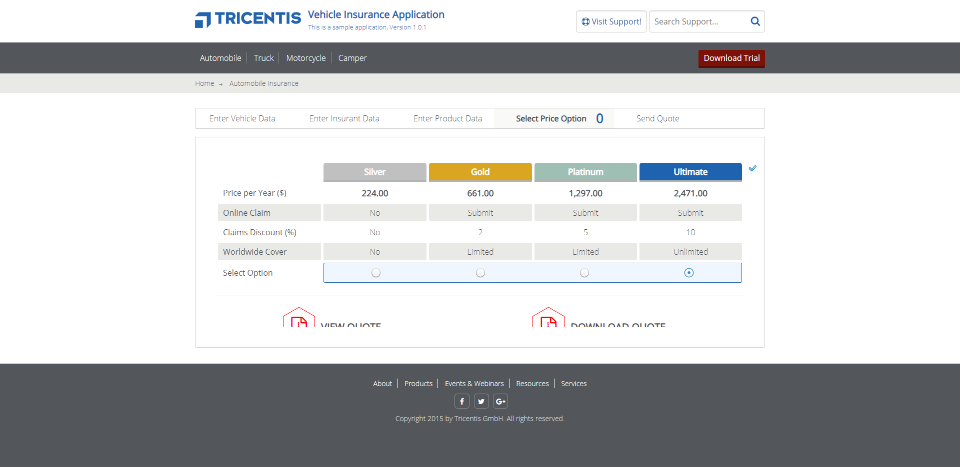 TRICENTIS
Vehicle Insurance Application
This is a sample application. Version 1.0.1
Visit Support!
Search Support...
Automobile Truck Motorcycle Camper
Download Trial
Home → Automobile Insurance
Enter Vehicle Data Enter Insurant Data Enter Product Data Select Price Option 0 Send Quote
Silver Gold Platinum Ultimate
Price per Year ($) 224.00 661.00 1,297.00 2,471.00
Online Claim No Submit Submit Submit
Claims Discount (%) No 2 5 10
Worldwide Cover No Limited Limited Unlimited
Select Option
VIEW QUOTE DOWNLOAD QUOTE
About Products Events & Webinars Resources Services
Copyright 2015 by Tricentis GmbH. All rights reserved.